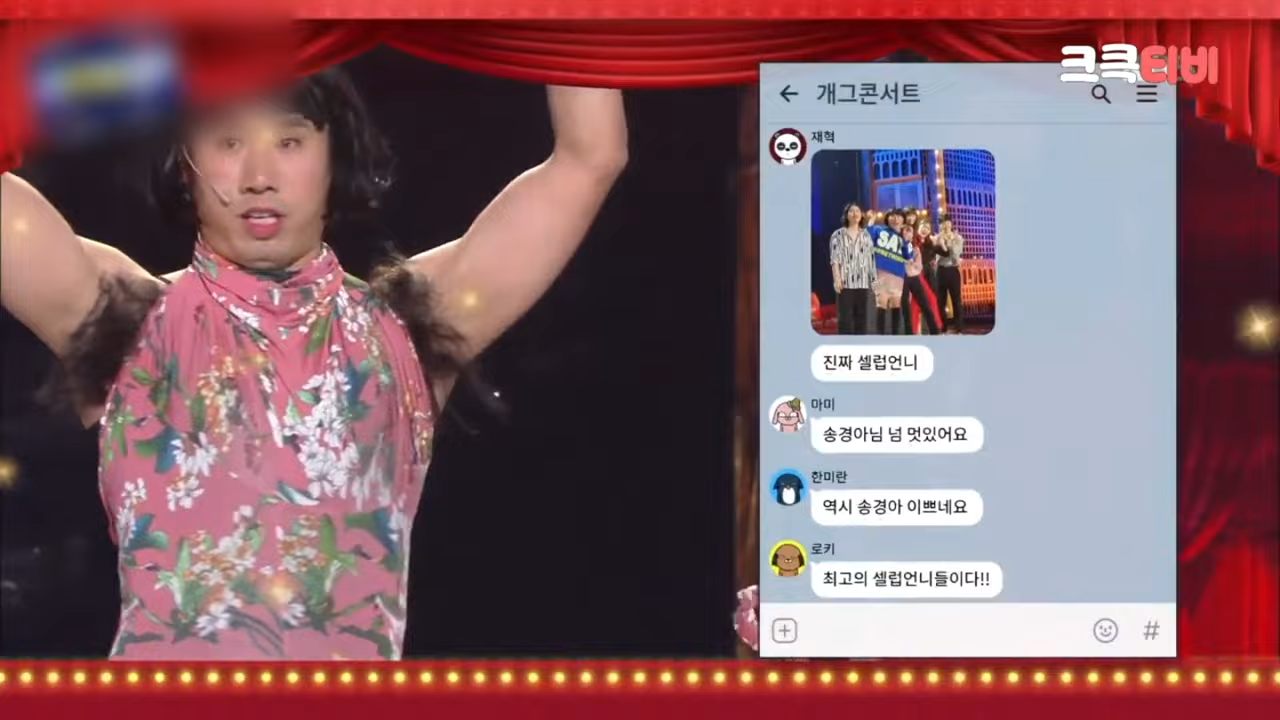 크큭티비
개그콘서트
재혁
SAY
진짜 셀럽언니
아미
송경아님 넘 멋있어요
한미란
역시 송경아 이쁘네요
로키
최고의 셀럽언니들이다!!
#